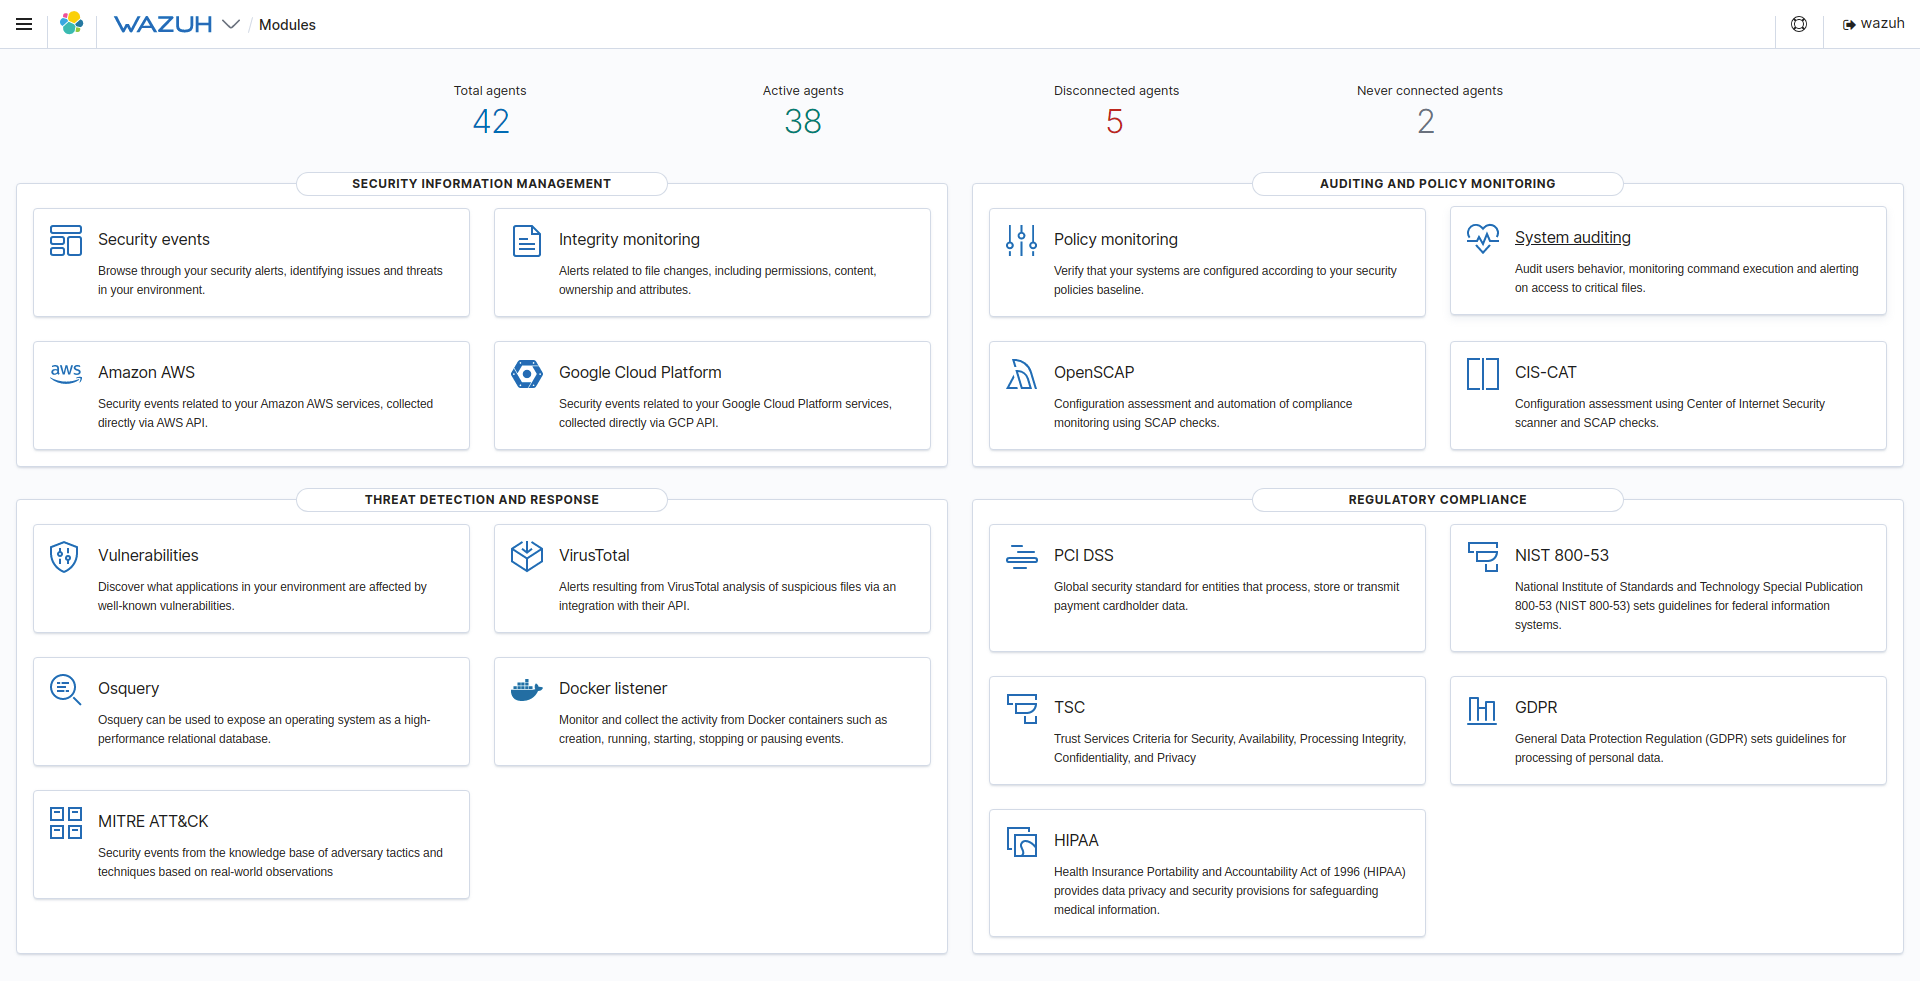 WAZUH / Modules
wazuh
Total agents
42
Active agents
38
Disconnected agents
5
Never connected agents
2
SECURITY INFORMATION MANAGEMENT
Security events
Browse through your security alerts, identifying issues and threats
in your environment.
Integrity monitoring
Alerts related to file changes, including permissions, content,
ownership and attributes.
aws
Amazon AWS
Security events related to your Amazon AWS services, collected
directly via AWS API.
Google Cloud Platform
Security events related to your Google Cloud Platform services,
collected directly via GCP API.
AUDITING AND POLICY MONITORING
Policy monitoring
Verify that your systems are configured according to your security
policies baseline.
System auditing
Audit users behavior, monitoring command execution and alerting
on access to critical files.
OpenSCAP
Configuration assessment and automation of compliance
monitoring using SCAP checks.
CIS-CAT
Configuration assessment using Center of Internet Security
scanner and SCAP checks.
THREAT DETECTION AND RESPONSE
Vulnerabilities
Discover what applications in your environment are affected by
well-known vulnerabilities.
VirusTotal
Alerts resulting from VirusTotal analysis of suspicious files via an
integration with their API.
Osquery
Osquery can be used to expose an operating system as a high-
performance relational database.
Docker listener
Monitor and collect the activity from Docker containers such as
creation, running, starting, stopping or pausing events.
MITRE ATT&CK
Security events from the knowledge base of adversary tactics and
techniques based on real-world observations
REGULATORY COMPLIANCE
PCI DSS
Global security standard for entities that process, store or transmit
payment cardholder data.
NIST 800-53
National Institute of Standards and Technology Special Publication
800-53 (NIST 800-53) sets guidelines for federal information
systems.
TSC
Trust Services Criteria for Security, Availability, Processing Integrity,
Confidentiality, and Privacy
GDPR
General Data Protection Regulation (GDPR) sets guidelines for
processing of personal data.
HIPAA
Health Insurance Portability and Accountability Act of 1996 (HIPAA)
provides data privacy and security provisions for safeguarding
medical information.